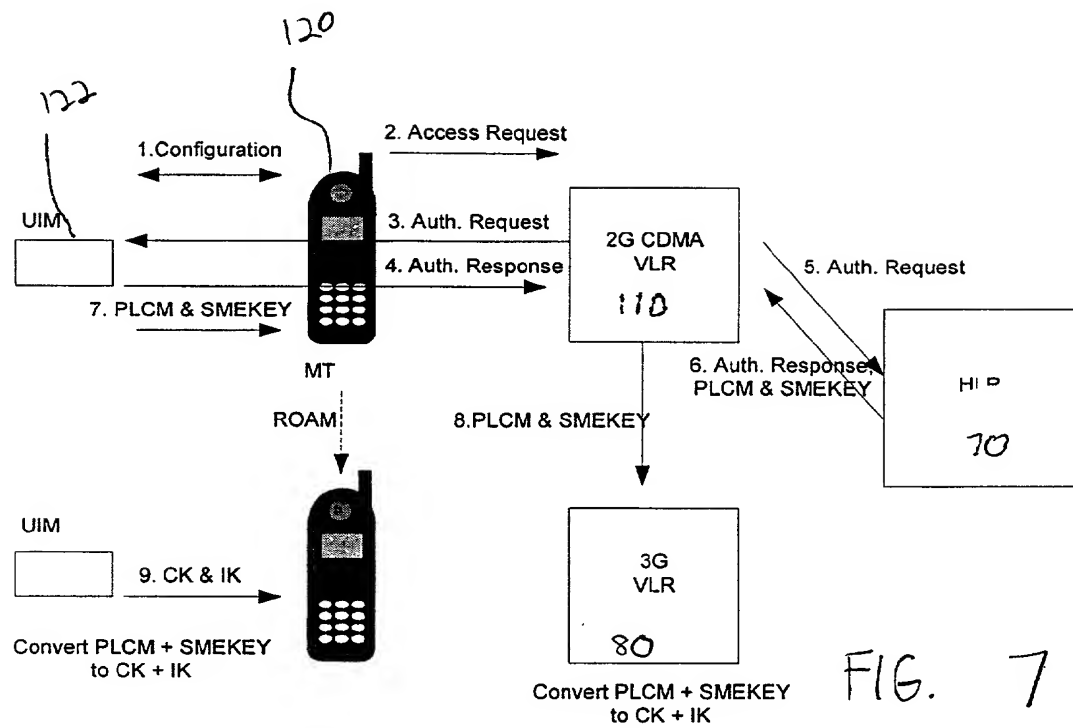 120
122
1.Configuration
2. Access Request
UIM
3. Auth. Request
4. Auth. Response
7. PLCM & SMEKEY
2G CDMA
VLR
110
5. Auth. Request
6. Auth. Response,
PLCM & SMEKEY
70
MT
ROAM
8.PLCM & SMEKEY
UIM
9. CK & IK
Convert PLCM + SMEKEY
to CK + IK
3G
VLR
80
Convert PLCM + SMEKEY
to CK + IK
FIG. 7